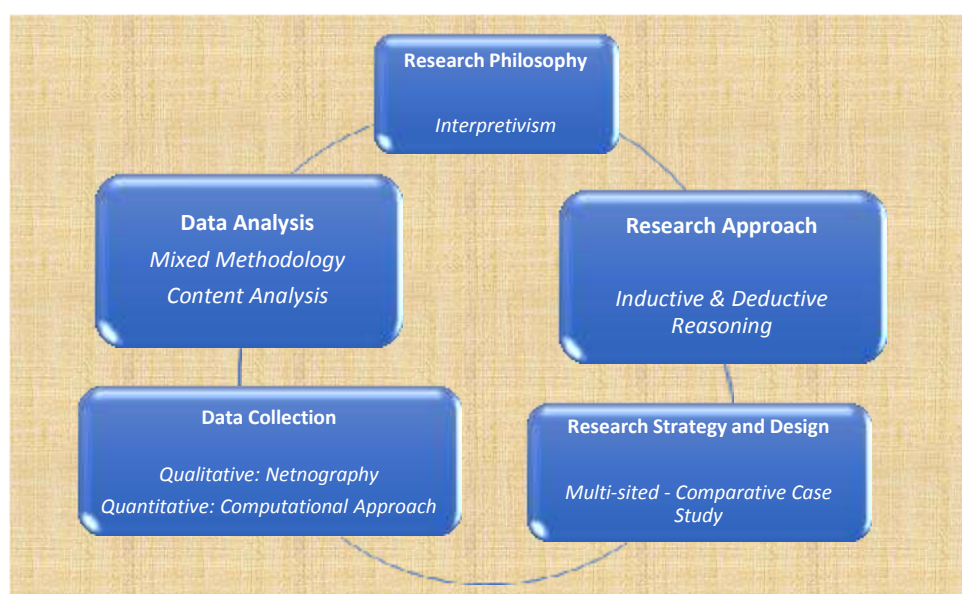 Research Philosophy
Interpretivism
Research Approach
Inductive & Deductive
Reasoning
Research Strategy and Design
Multi-sited - Comparative Case
Study
Data Collection
Qualitative: Netnography
Quantitative: Computational Approach
Data Analysis
Mixed Methodology
Content Analysis